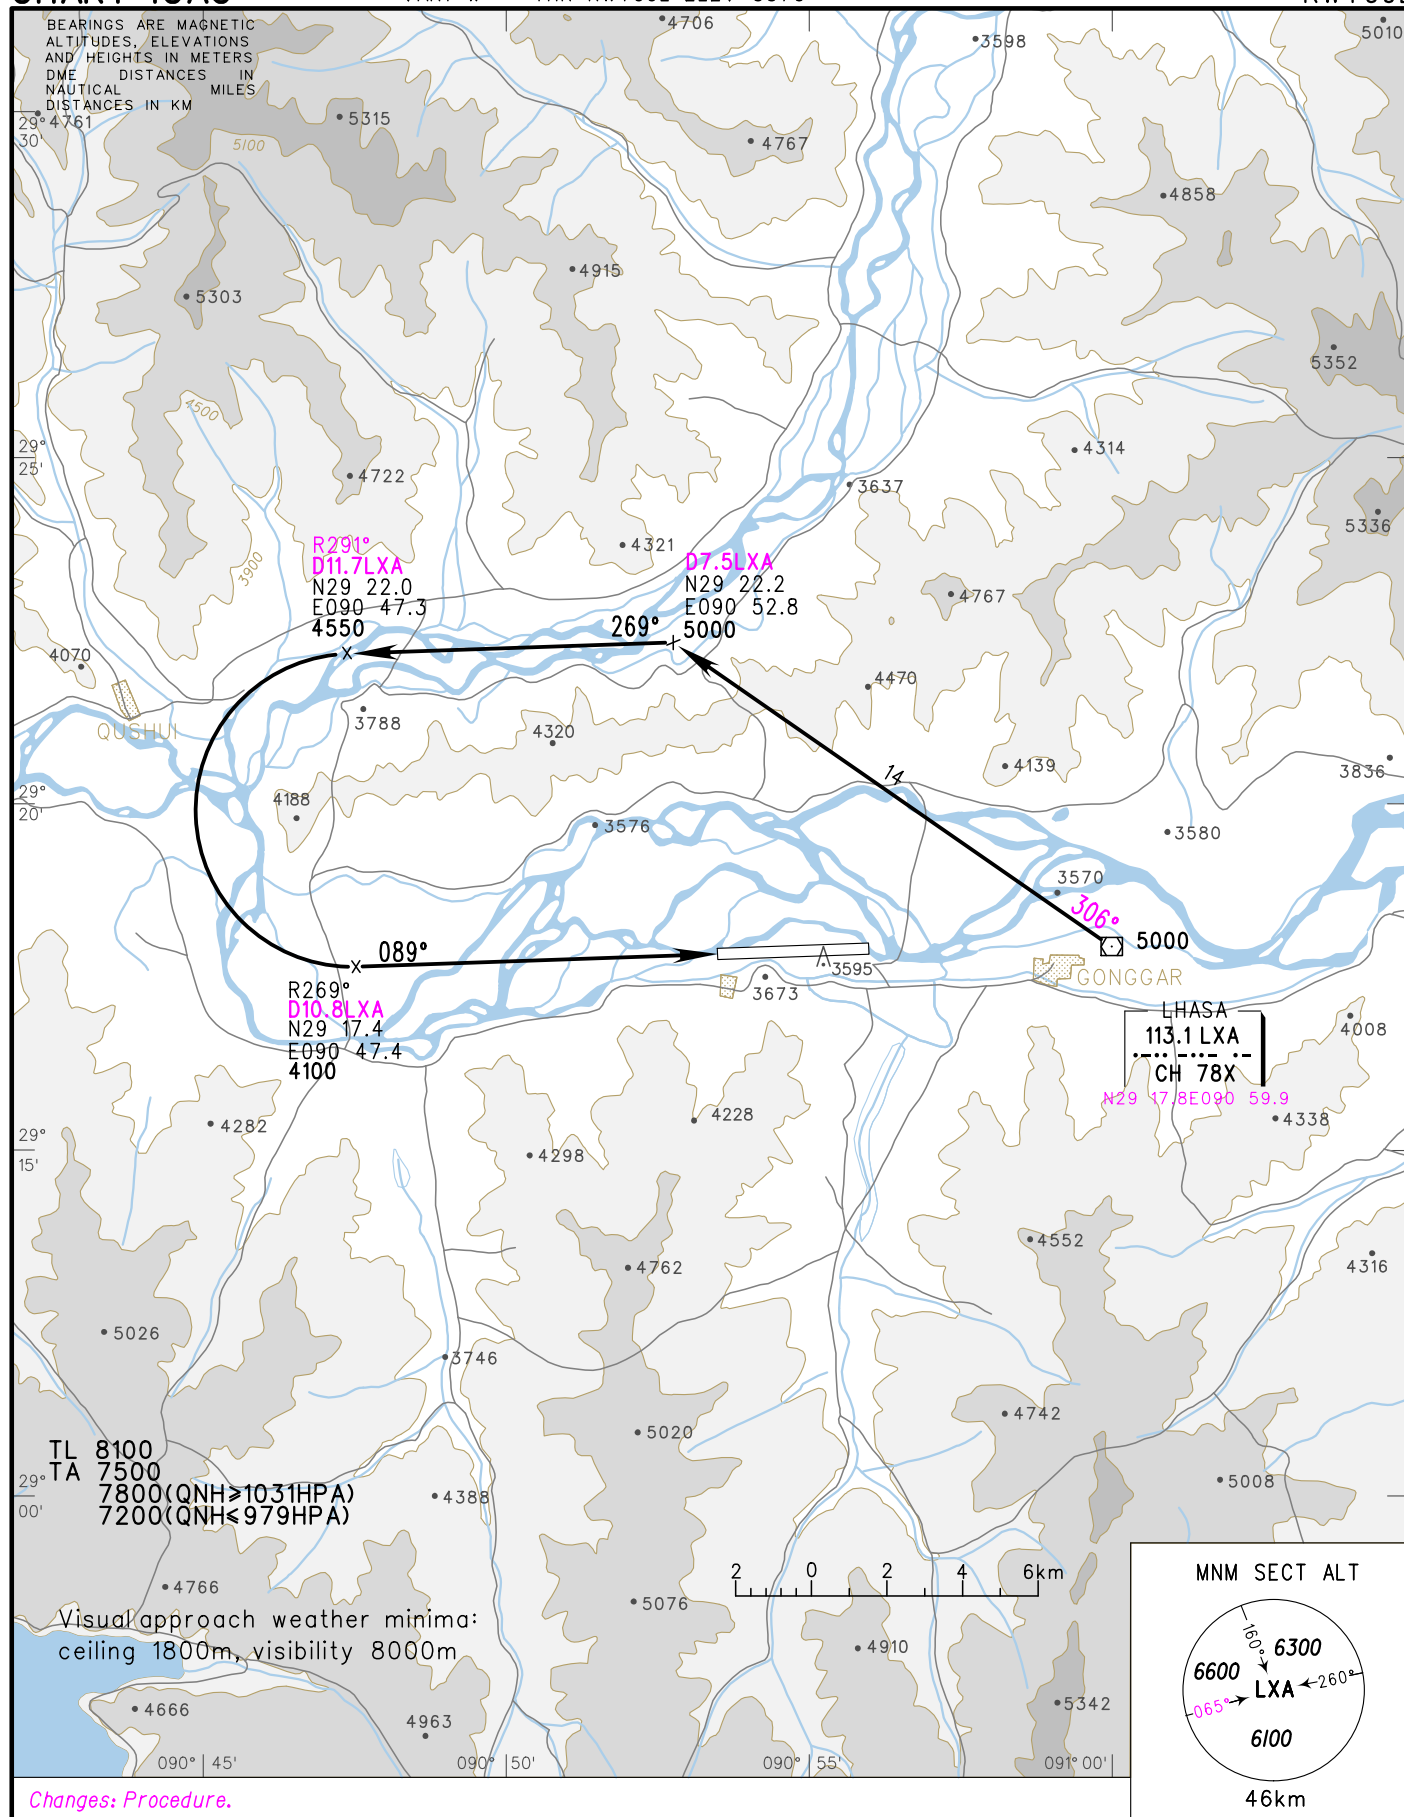 BEARINGS ARE MAGNETIC
ALTITUDES, ELEVATIONS
AND HEIGHTS IN METERS
DME DISTANCES IN
NAUTICAL MILES
DISTANCES IN KM
4706
3598
5010
29°
30'
4761
5315
5100
4767
4858
4915
5303
5352
4500
29°
25'
4722
4314
3637
5336
3900
4321
R291°
D11.7LXA
N29 22.0
E090 47.3
4550
D7.5LXA
N29 22.2
E090 52.8
5000
269°
4767
4070
4470
QUSHUI
3788
4320
14
4139
3836
29°
20'
4188
3576
3580
3570
306°
5000
089°
3595
3673
GONGGAR
R269°
D10.8LXA
N29 17.4
E090 47.4
4100
LHASA
113.1 LXA
CH 78X
N29 17.8E090 59.9
4008
4338
4282
4228
29°
15'
4298
4552
4316
4762
5026
3746
4742
5020
TL 8100
TA 7500
7800(QNH≥1031HPA)
7200(QNH≤979HPA)
29°
00'
4388
5008
2 0 2 4 6km
4766
5076
4910
Visual approach weather minima:
ceiling 1800m, visibility 8000m
4666
4963
5342
090° 45'
090° 50'
090° 55'
091° 00'
MNM SECT ALT
160°
6300
6600
LXA
260°
065°
6100
46km
Changes: Procedure.